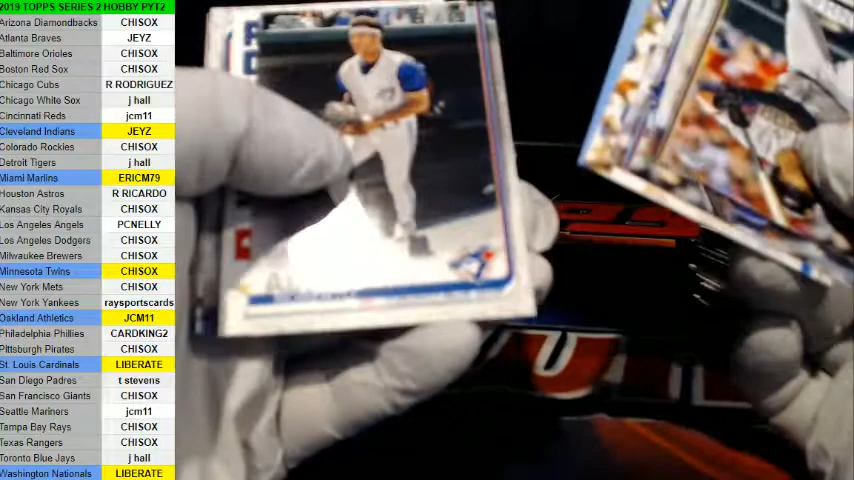 2019 TOPPS SERIES 2 HOBBY PYT2
Arizona Diamondbacks CHISOX
Atlanta Braves JEYZ
Baltimore Orioles CHISOX
Boston Red Sox CHISOX
Chicago Cubs R RODRIGUEZ
Chicago White Sox j hall
Cincinnati Reds jcm11
Cleveland Indians JEYZ
Colorado Rockies CHISOX
Detroit Tigers j hall
Miami Marlins ERICM79
Houston Astros R RICARDO
Kansas City Royals CHISOX
Los Angeles Angels PCNELLY
Los Angeles Dodgers CHISOX
Milwaukee Brewers CHISOX
Minnesota Twins CHISOX
New York Mets CHISOX
New York Yankees raysportscards
Oakland Athletics JCM11
Philadelphia Phillies CARDKING2
Pittsburgh Pirates CHISOX
St. Louis Cardinals LIBERATE
San Diego Padres t stevens
San Francisco Giants CHISOX
Seattle Mariners jcm11
Tampa Bay Rays CHISOX
Texas Rangers CHISOX
Toronto Blue Jays j hall
Washington Nationals LIBERATE